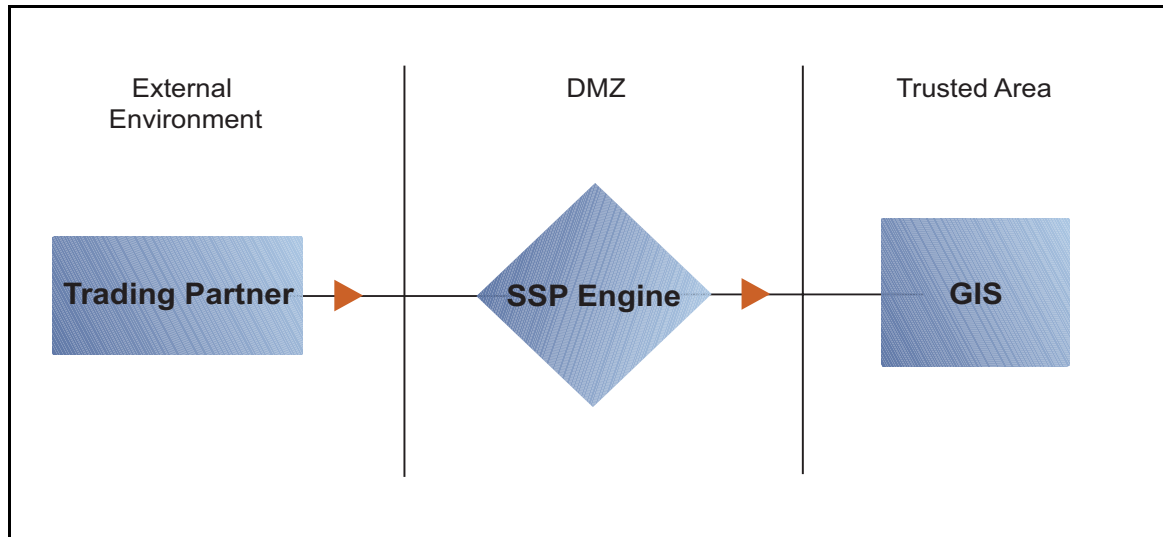 External
Environment
DMZ
Trusted Area
Trading Partner
SSP Engine
GIS